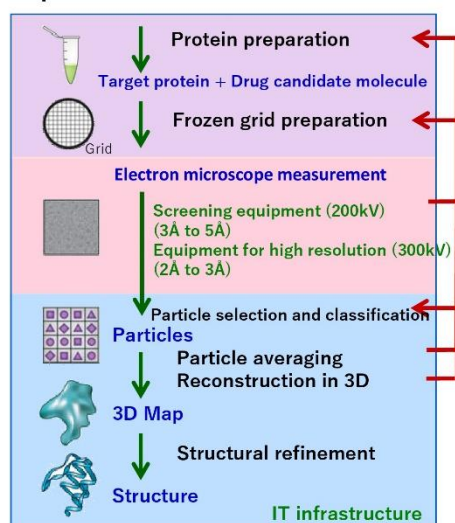 Protein preparation
Target protein + Drug candidate molecule
Frozen grid preparation
Grid
Electron microscope measurement
Screening equipment (200kV)
(3Å to 5Å)
Equipment for high resolution (300kV)
(2Å to 3Å)
Particle selection and classification
Particles
Particle averaging
Reconstruction in 3D
3D Map
Structural refinement
Structure
IT infrastructure